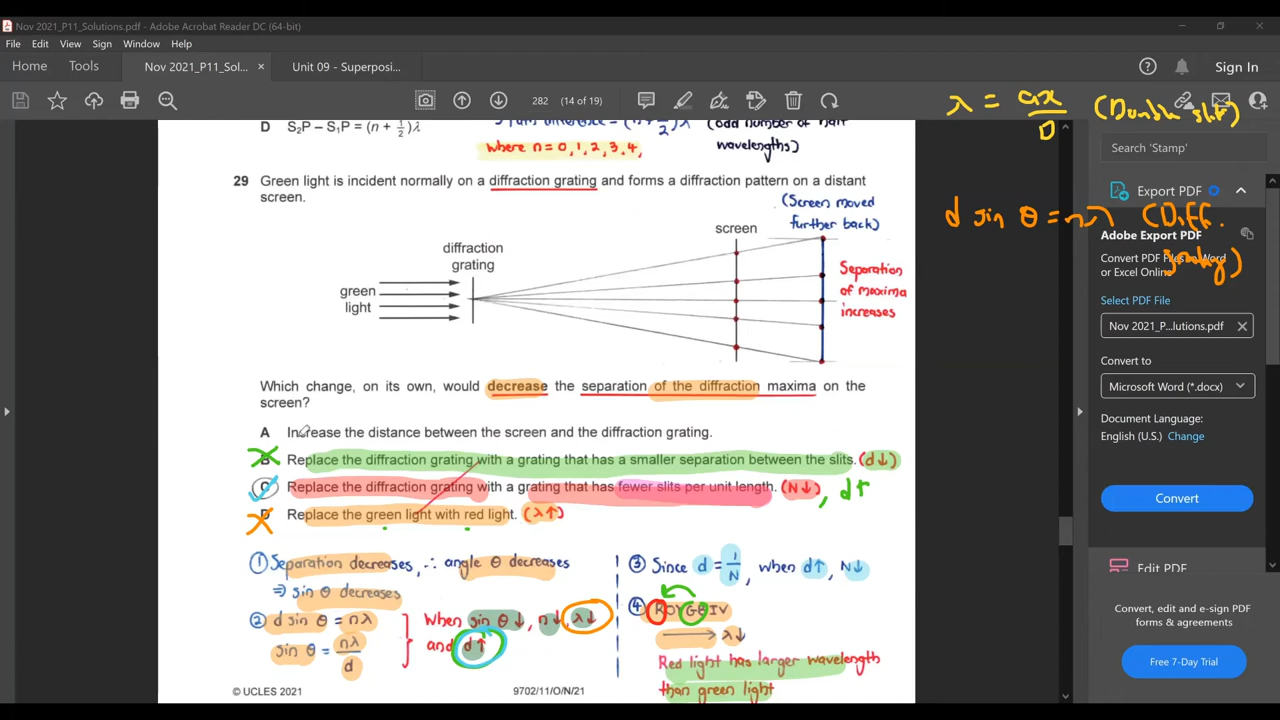 Nov 2021_P11_Solutions.pdf - Adobe Acrobat Reader DC (64-bit)
File Edit View Sign Window Help
Home Tools Nov 2021_P11_Sol... × Unit 09 - Superposi... Sign In
282 (14 of 19)
λ = ax/D (Double slit)
D S₂P – S₁P = (n + 1/2)λ
(odd number of half
where n = 0, 1, 2, 3, 4, wavelengths)
Search 'Stamp'
29 Green light is incident normally on a diffraction grating and forms a diffraction pattern on a distant
screen.
(Screen moved
further back)
Export PDF
d sin θ = nλ (Diff.
Adobe Export PDF
Convert PDF Files to Word
or Excel Online
screen
diffraction
grating
green
light
Separation
of maxima
increases
Select PDF File
Nov 2021_P...lutions.pdf ×
Convert to
Microsoft Word (*.docx)
Document Language:
English (U.S.) Change
Convert
Which change, on its own, would decrease the separation of the diffraction maxima on the
screen?
A Increase the distance between the screen and the diffraction grating.
B Replace the diffraction grating with a grating that has a smaller separation between the slits. (d↓)
C Replace the diffraction grating with a grating that has fewer slits per unit length. (N↓), d↑
D Replace the green light with red light. (λ↑)
① Separation decreases, ∴ angle θ decreases
⇒ sin θ decreases
② d sin θ = nλ
sin θ = nλ/d
When sin θ↓, n↓, λ↓
and d↑
③ Since d = 1/N, when d↑, N↓
④ ROYGBIV
⟶ λ↓
Red light has larger wavelength
than green light
Edit PDF
Convert, edit and e-sign PDF
forms & agreements
Free 7-Day Trial
© UCLES 2021 9702/11/O/N/21